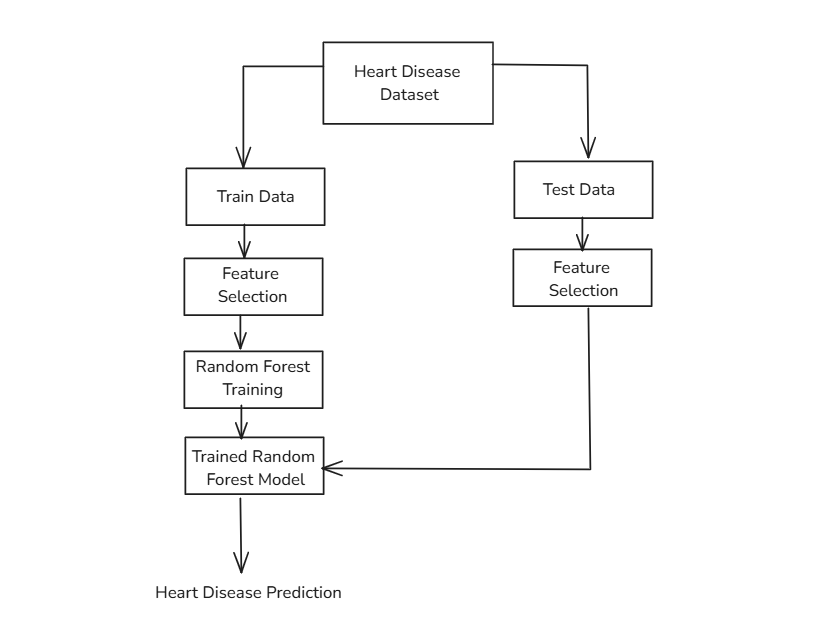 Heart Disease
Dataset
Train Data
Test Data
Feature
Selection
Feature
Selection
Random Forest
Training
Trained Random
Forest Model
Heart Disease Prediction